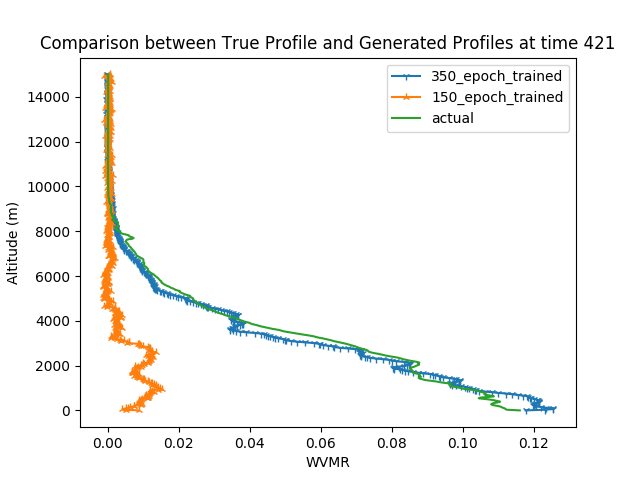 Comparison between True Profile and Generated Profiles at time 421
350_epoch_trained
150_epoch_trained
actual
Altitude (m)
14000
12000
10000
8000
6000
4000
2000
0
0.00 0.02 0.04 0.06 0.08 0.10 0.12
WVMR